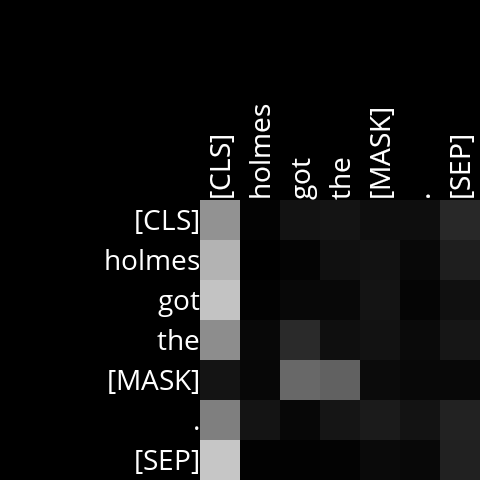 [CLS] holmes got the [MASK] . [SEP]
[CLS]
holmes
got
the
[MASK]
.
[SEP]